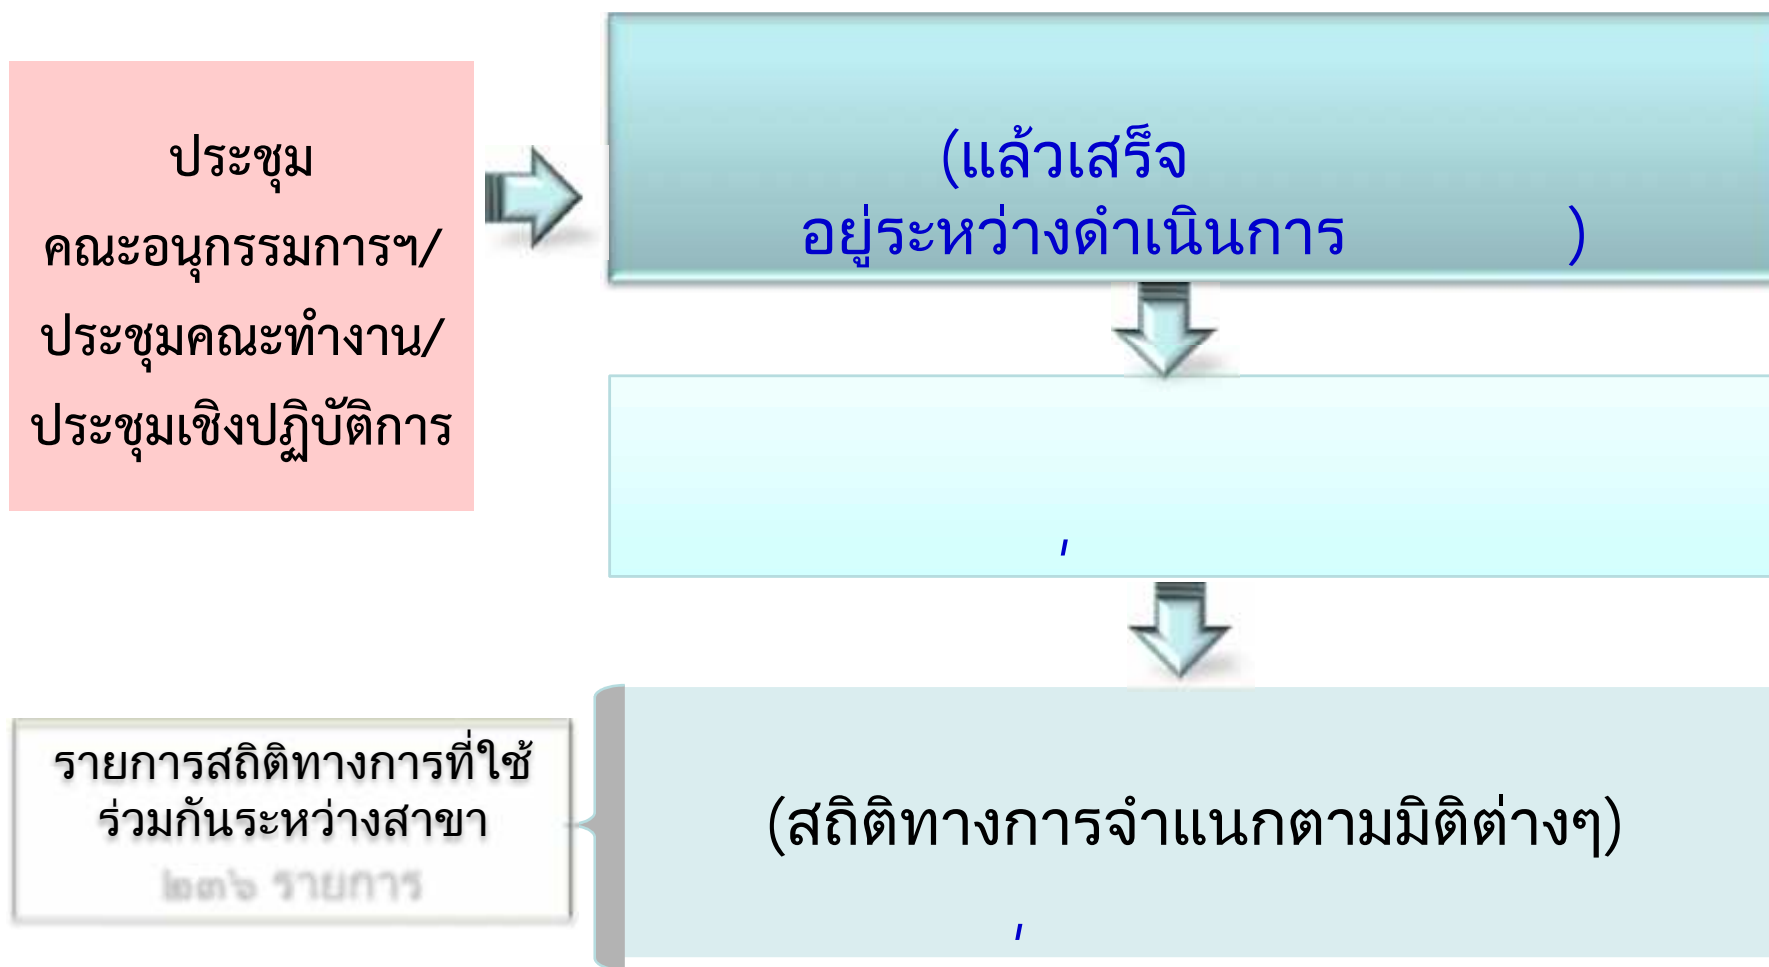 ประชุม
คณะอนุกรรมการฯ/
ประชุมคณะทำงาน/
ประชุมเชิงปฏิบัติการ
(แล้วเสร็จ
อยู่ระหว่างดำเนินการ )
,
รายการสถิติทางการที่ใช้
ร่วมกันระหว่างสาขา
๒๓๖ รายการ
(สถิติทางการจำแนกตามมิติต่างๆ)
,